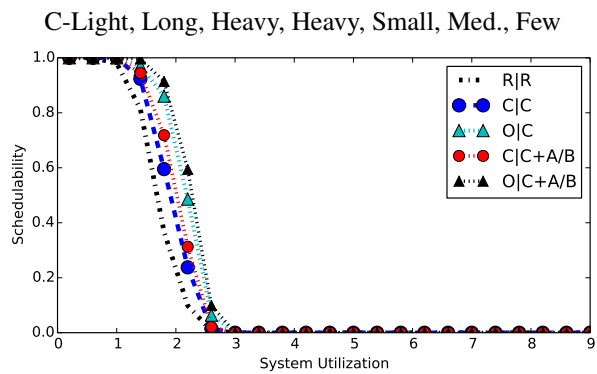 C-Light, Long, Heavy, Heavy, Small, Med., Few
1.0
0.8
0.6
0.4
0.2
0.0
Schedulability
R|R
C|C
O|C
C|C+A/B
O|C+A/B
0 1 2 3 4 5 6 7 8 9
System Utilization